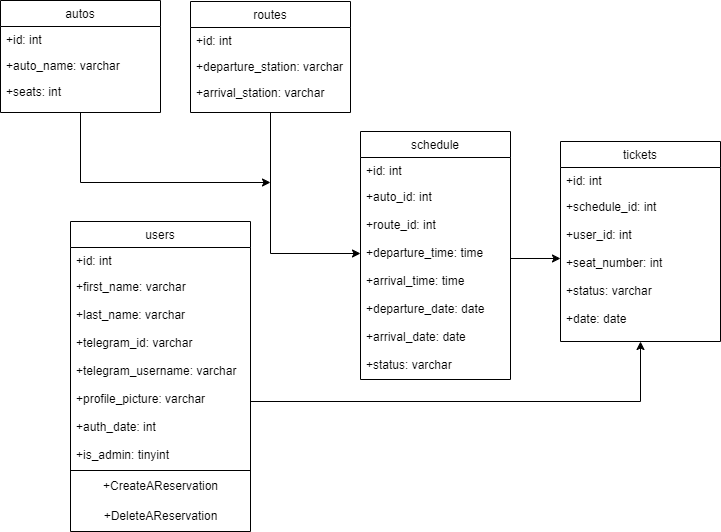 autos
+id: int
+auto_name: varchar
+seats: int
routes
+id: int
+departure_station: varchar
+arrival_station: varchar
schedule
+id: int
+auto_id: int
+route_id: int
+departure_time: time
+arrival_time: time
+departure_date: date
+arrival_date: date
+status: varchar
tickets
+id: int
+schedule_id: int
+user_id: int
+seat_number: int
+status: varchar
+date: date
users
+id: int
+first_name: varchar
+last_name: varchar
+telegram_id: varchar
+telegram_username: varchar
+profile_picture: varchar
+auth_date: int
+is_admin: tinyint
+CreateAReservation
+DeleteAReservation